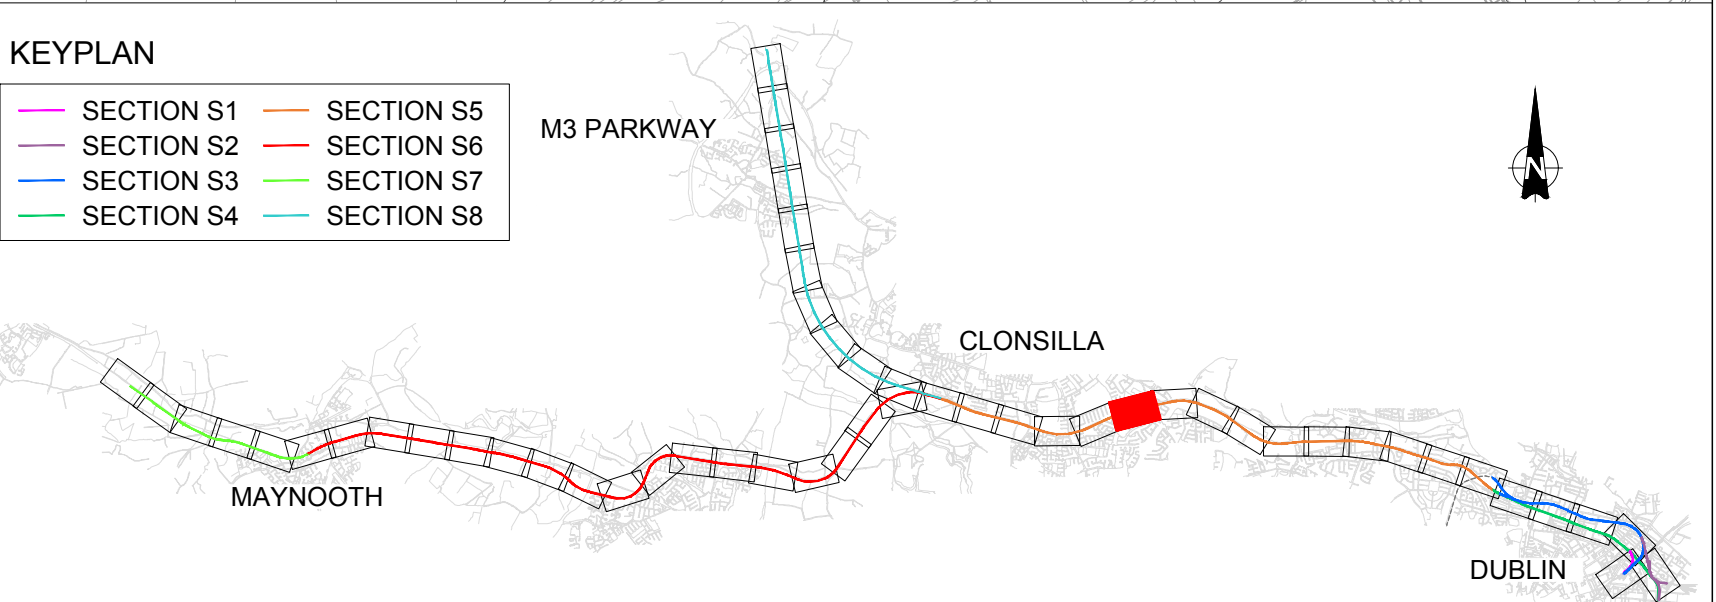 KEYPLAN
SECTION S1 SECTION S5
SECTION S2 SECTION S6
SECTION S3 SECTION S7
SECTION S4 SECTION S8
M3 PARKWAY
N
CLONSILLA
MAYNOOTH
DUBLIN